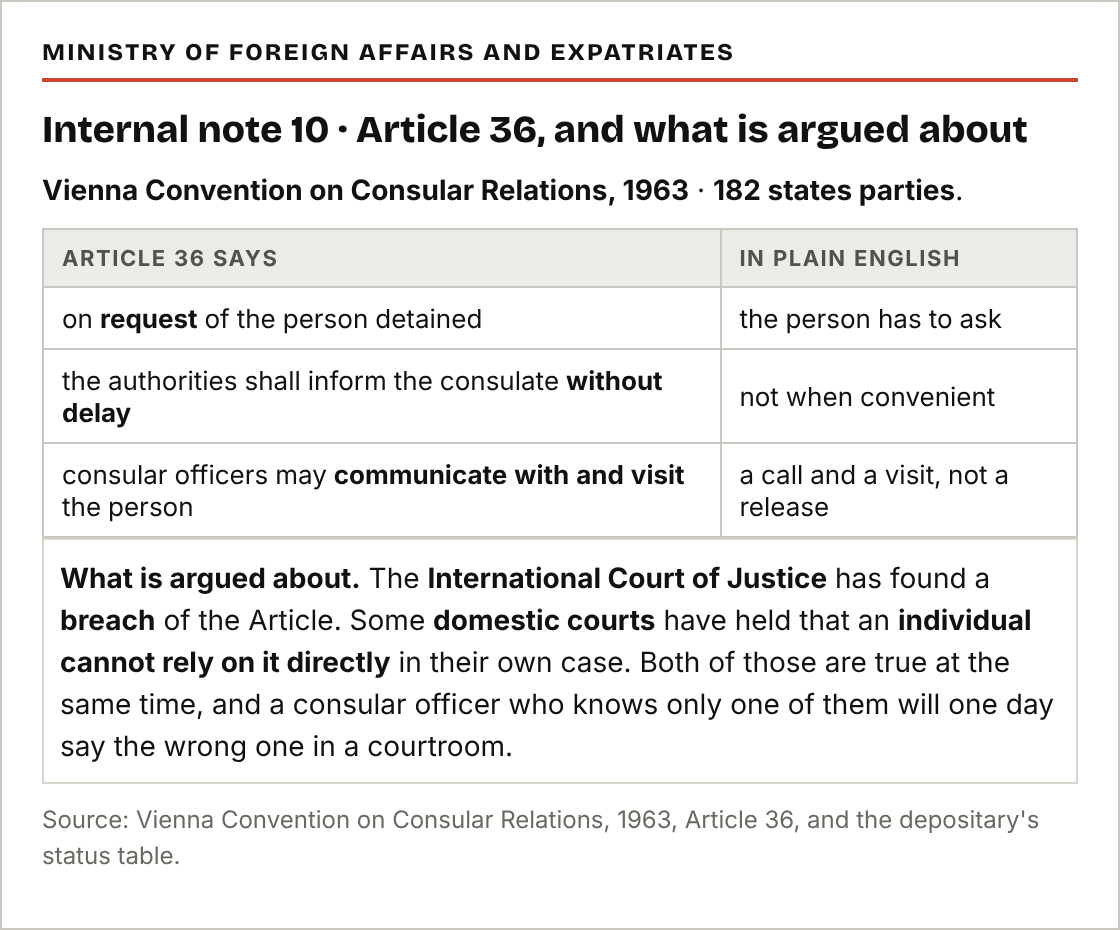 MINISTRY OF FOREIGN AFFAIRS AND EXPATRIATES
Internal note 10 · Article 36, and what is argued about
Vienna Convention on Consular Relations, 1963 · 182 states parties.
ARTICLE 36 SAYS
IN PLAIN ENGLISH
on request of the person detained
the person has to ask
the authorities shall inform the consulate without
delay
not when convenient
consular officers may communicate with and visit
the person
a call and a visit, not a
release
What is argued about. The International Court of Justice has found a
breach of the Article. Some domestic courts have held that an individual
cannot rely on it directly in their own case. Both of those are true at the
same time, and a consular officer who knows only one of them will one day
say the wrong one in a courtroom.
Source: Vienna Convention on Consular Relations, 1963, Article 36, and the depositary's
status table.